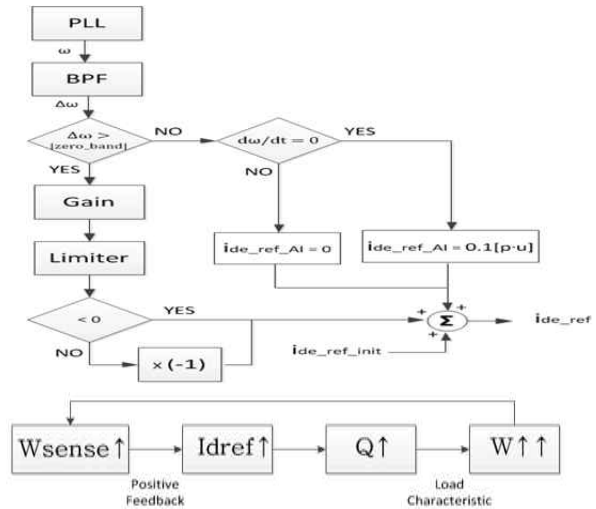 PLL
ω
BPF
Δω
Δω >
|zero_band|
NO
dω/dt = 0
YES
YES
NO
Gain
ide_ref_AI = 0
ide_ref_AI = 0.1[p·u]
Limiter
< 0
YES
+
+
Σ
ide_ref
+
NO
× (-1)
ide_ref_init
Wsense↑
Idref↑
Q↑
W↑↑
Positive
Feedback
Load
Characteristic